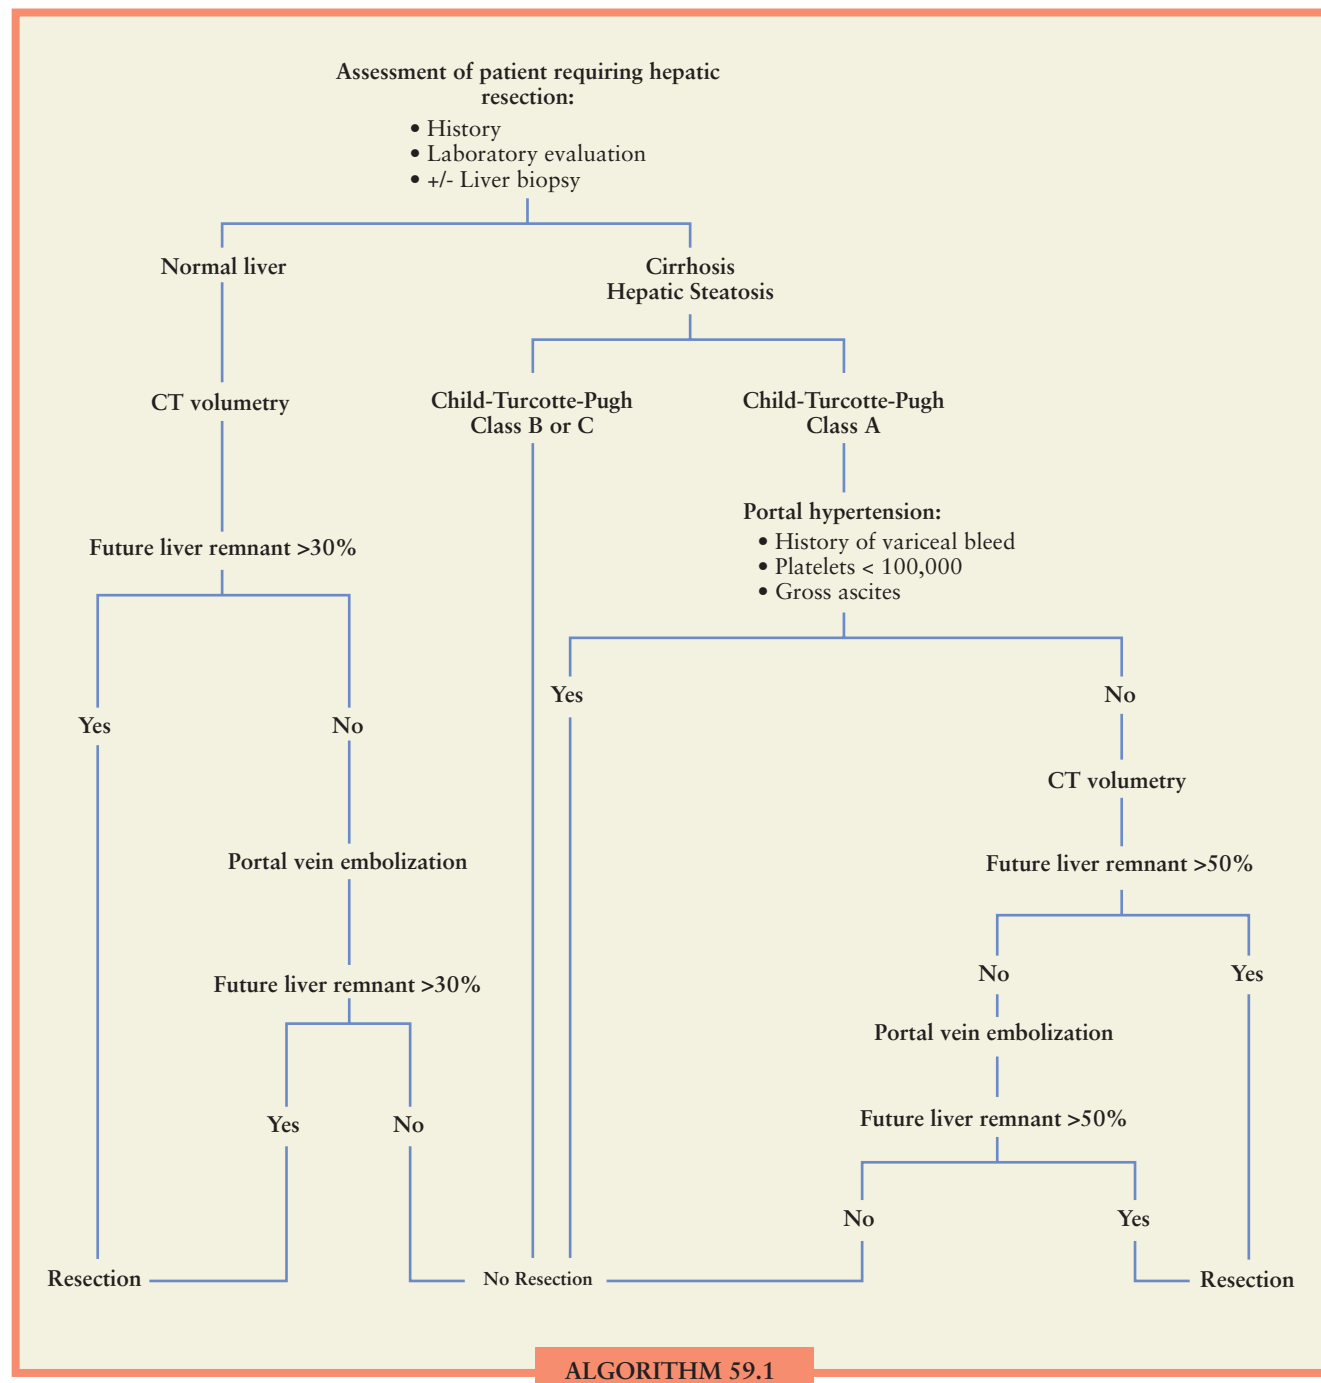 Assessment of patient requiring hepatic
resection:
• History
• Laboratory evaluation
• +/- Liver biopsy
Normal liver
Cirrhosis
Hepatic Steatosis
CT volumetry
Child-Turcotte-Pugh
Class B or C
Child-Turcotte-Pugh
Class A
Future liver remnant >30%
Portal hypertension:
• History of variceal bleed
• Platelets < 100,000
• Gross ascites
Yes
No
Yes
No
CT volumetry
Portal vein embolization
Future liver remnant >50%
Future liver remnant >30%
No
Yes
Portal vein embolization
Yes
No
Future liver remnant >50%
No
Yes
Resection
No Resection
Resection
ALGORITHM 59.1